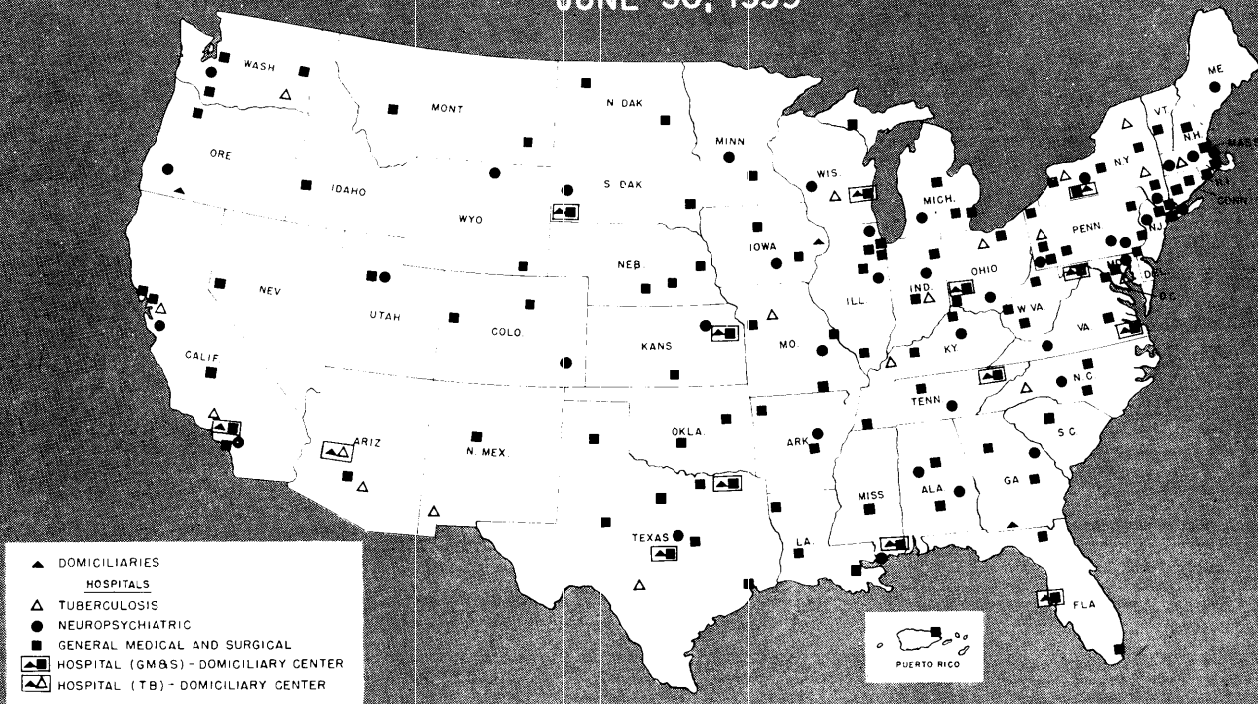 JUNE 30, 1955
WASH
MONT
N DAK
MINN
ME
VT.
N.H.
MASS
ORE
IDAHO
S DAK
WIS.
MICH.
N.Y
CONN
WYO
IOWA
PENN
N.J.
NEV
NEB.
ILL
IND.
OHIO
DEL
D.C.
UTAH
COLO.
KANS
MO.
KY.
W VA
VA.
CALIF.
ARIZ
N. MEX.
OKLA.
ARK
TENN.
N.C.
S C
TEXAS
LA.
MISS
ALA.
GA
FLA
PUERTO RICO
DOMICILIARIES
HOSPITALS
TUBERCULOSIS
NEUROPSYCHIATRIC
GENERAL MEDICAL AND SURGICAL
HOSPITAL (GM&S) - DOMICILIARY CENTER
HOSPITAL (TB) - DOMICILIARY CENTER